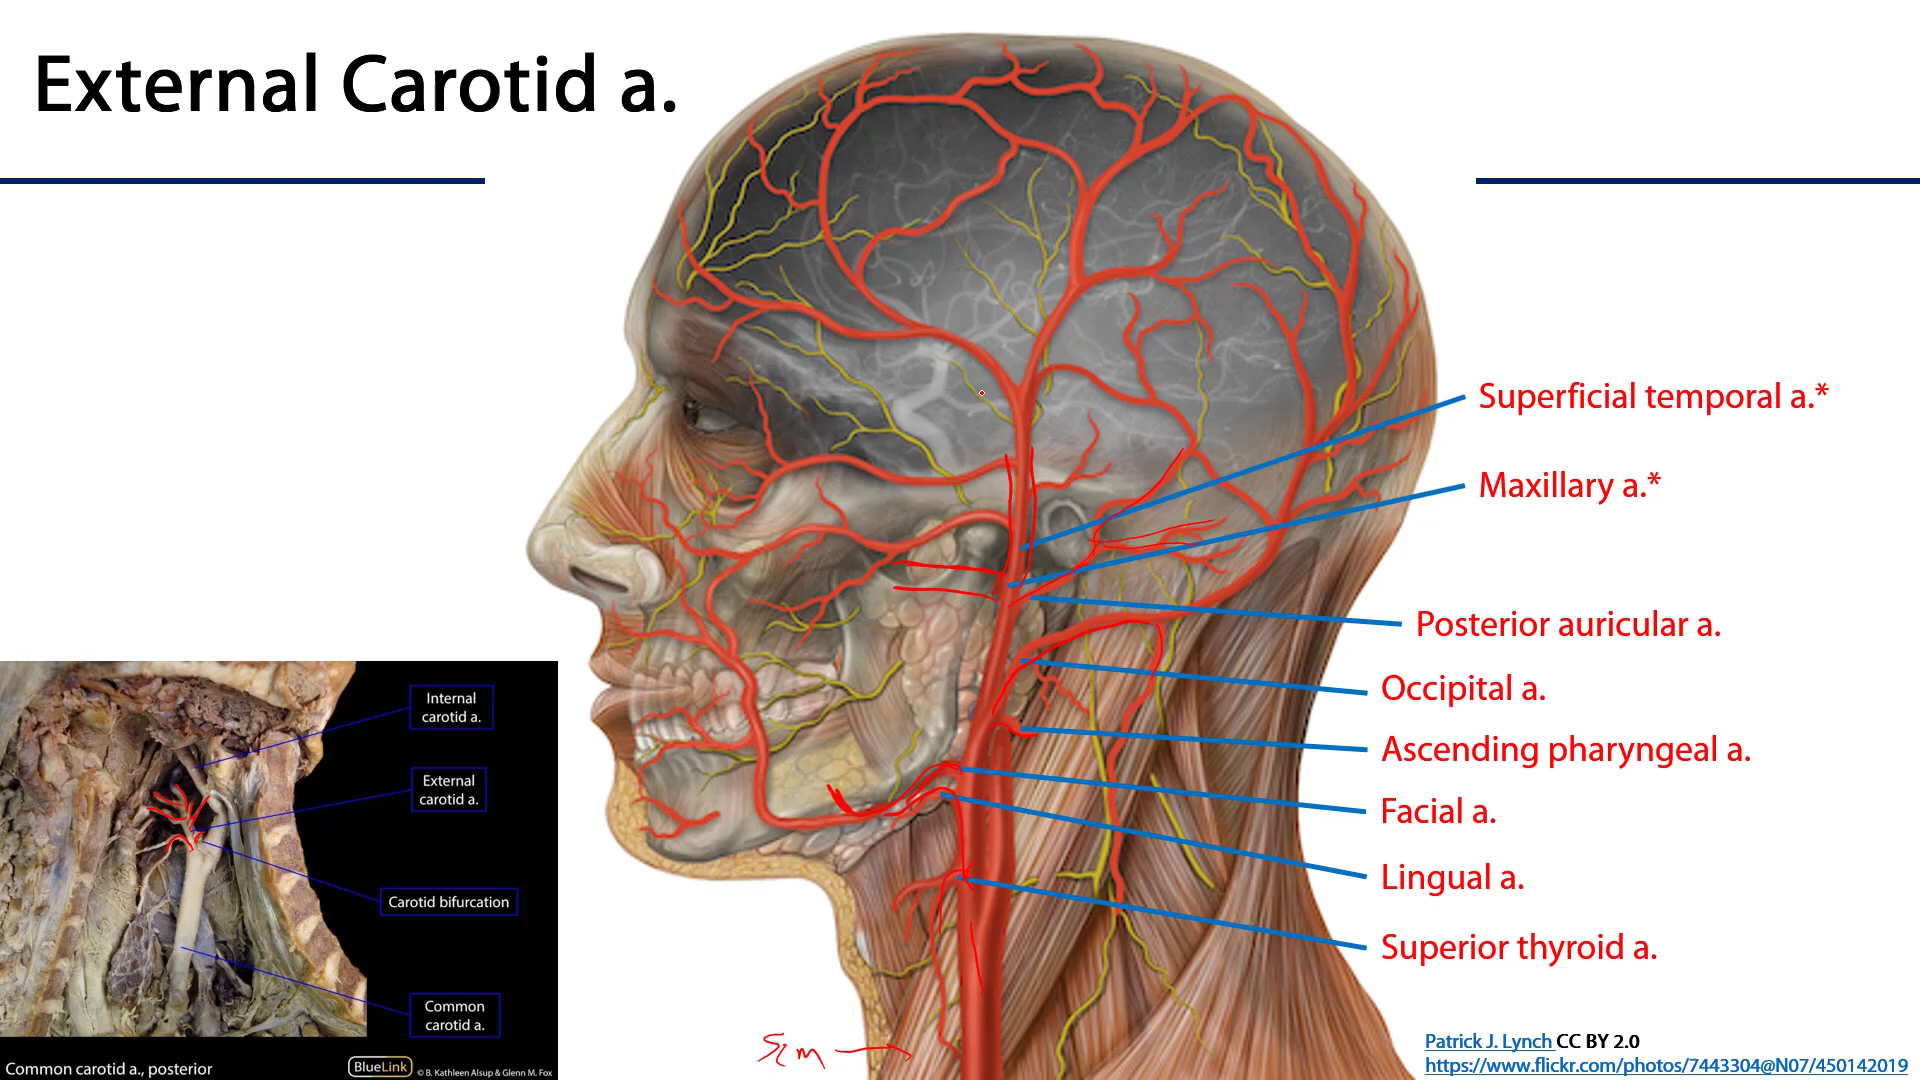 External Carotid a.
Superficial temporal a.*
Maxillary a.*
Posterior auricular a.
Occipital a.
Ascending pharyngeal a.
Facial a.
Lingual a.
Superior thyroid a.
Internal
carotid a.
External
carotid a.
Carotid bifurcation
Common
carotid a.
Common carotid a., posterior
BlueLink © B. Kathleen Alsup & Glenn M. Fox
Patrick J. Lynch CC BY 2.0
https://www.flickr.com/photos/7443304@N07/450142019